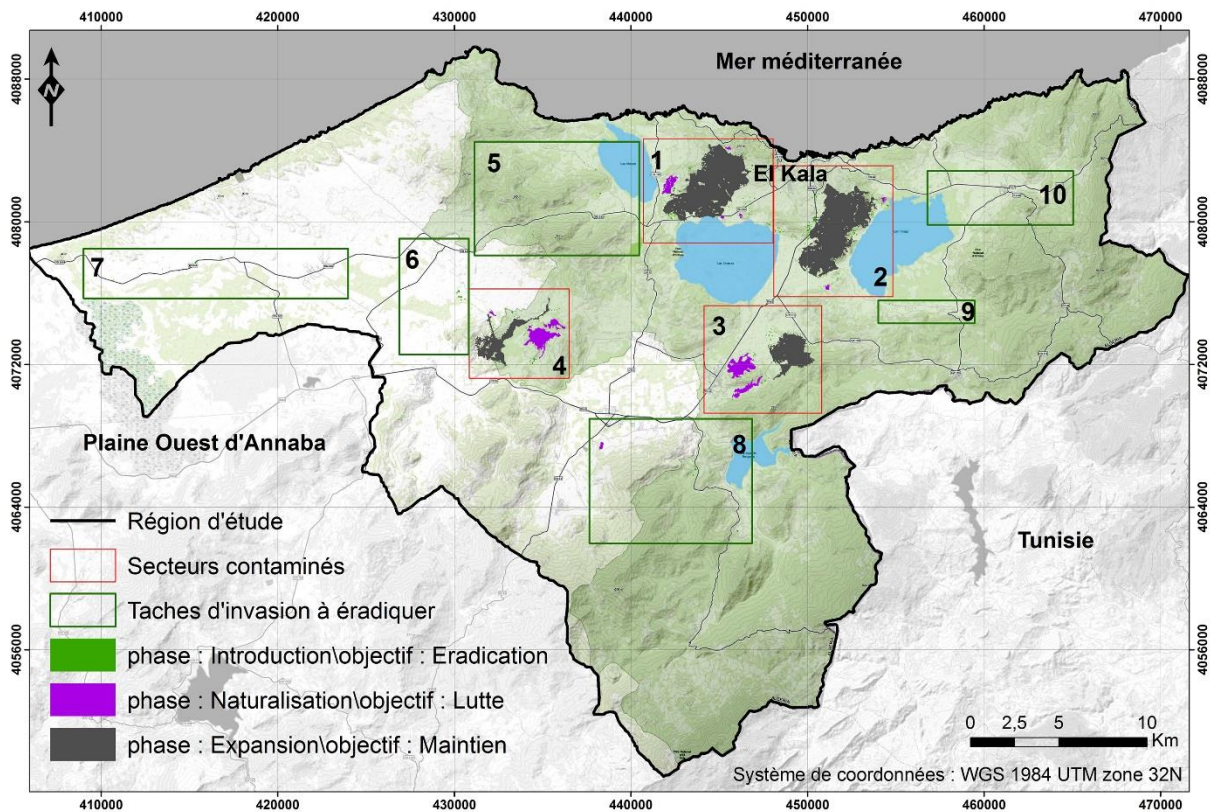 410000 420000 430000 440000 450000 460000 470000
4088000
4088000
Mer méditerranée
N
5
1
El Kala
10
4080000
4080000
7
6
2
3
9
4
4072000
4072000
Plaine Ouest d'Annaba
8
4064000
4064000
Région d'étude
Tunisie
Secteurs contaminés
Taches d'invasion à éradiquer
4056000
4056000
phase : Introduction\objectif : Eradication
phase : Naturalisation\objectif : Lutte
phase : Expansion\objectif : Maintien
0 2,5 5 10
Km
Système de coordonnées : WGS 1984 UTM zone 32N
410000 420000 430000 440000 450000 460000 470000